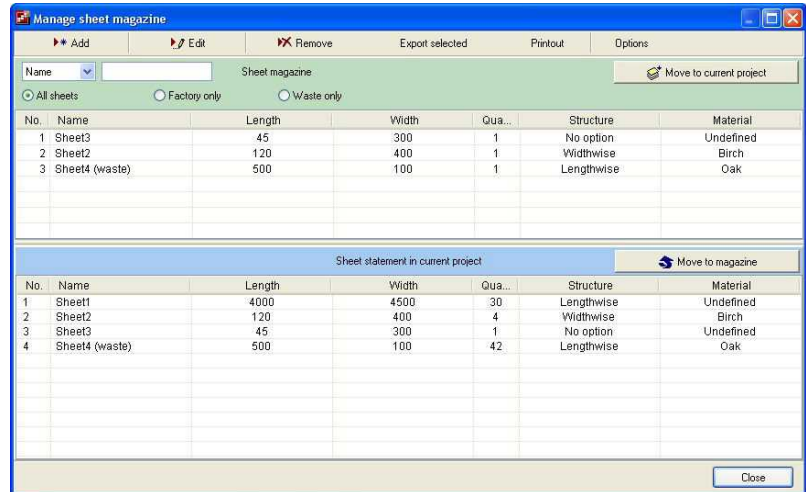 Manage sheet magazine
Add Edit Remove Export selected Printout Options
Name Sheet magazine Move to current project
All sheets Factory only Waste only
No. Name Length Width Qua... Structure Material
1 Sheet3 45 300 1 No option Undefined
2 Sheet2 120 400 1 Widthwise Birch
3 Sheet4 (waste) 500 100 1 Lengthwise Oak
Sheet statement in current project Move to magazine
No. Name Length Width Qua... Structure Material
1 Sheet1 4000 4500 30 Lengthwise Undefined
2 Sheet2 120 400 4 Widthwise Birch
3 Sheet3 45 300 1 No option Undefined
4 Sheet4 (waste) 500 100 42 Lengthwise Oak
Close